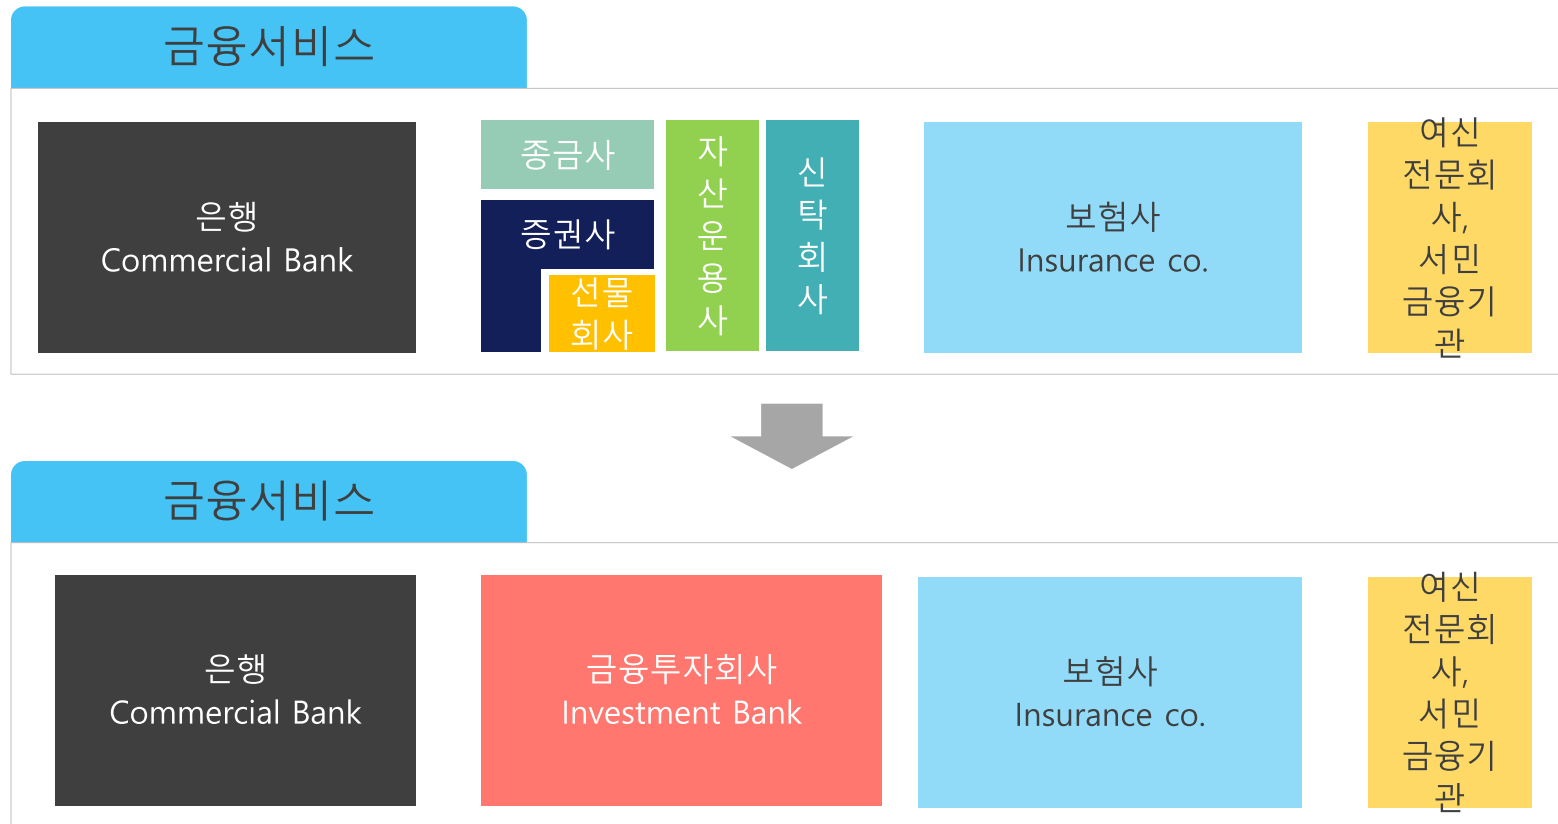 금융서비스
은행
Commercial Bank
종금사
증권사
선물
회사
자
산
운
용
사
신
탁
회
사
보험사
Insurance co.
여신
전문회
사,
서민
금융기
관
금융서비스
은행
Commercial Bank
금융투자회사
Investment Bank
보험사
Insurance co.
여신
전문회
사,
서민
금융기
관